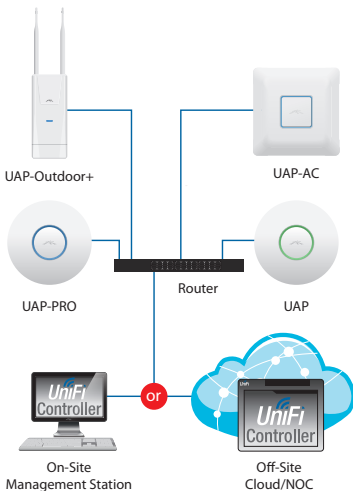 UAP-Outdoor+
UAP-AC
UAP-PRO
Router
UAP
UniFi
Controller
or
UniFi
UniFi
Controller
On-Site
Management Station
Off-Site
Cloud/NOC